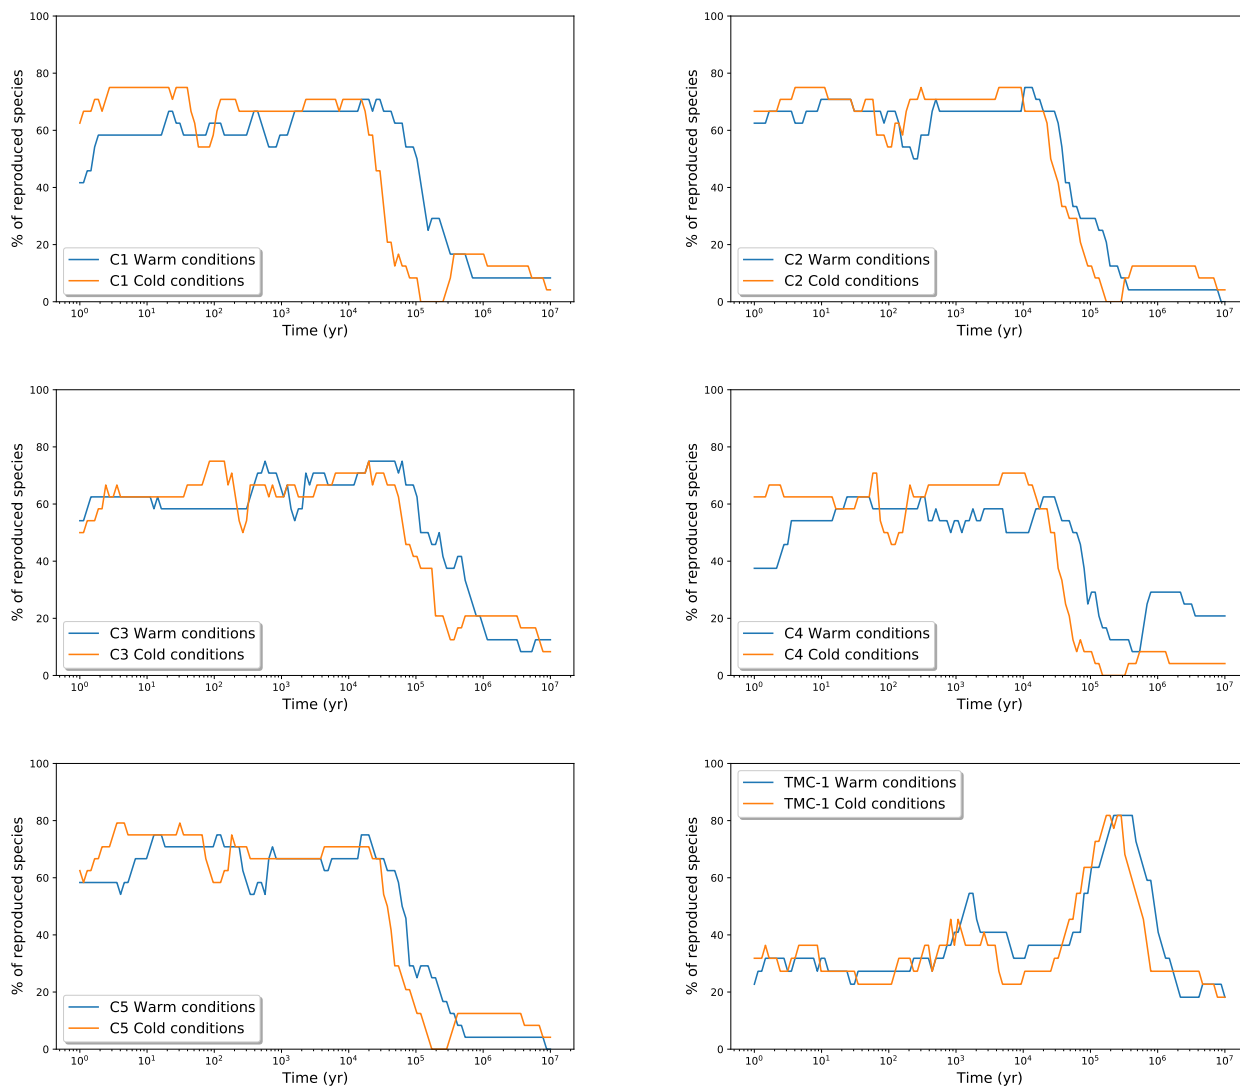 100
80
60
40
20
0
% of reproduced species
C1 Warm conditions
C1 Cold conditions
10⁰ 10¹ 10² 10³ 10⁴ 10⁵ 10⁶ 10⁷
Time (yr)
100
80
60
40
20
0
% of reproduced species
C2 Warm conditions
C2 Cold conditions
10⁰ 10¹ 10² 10³ 10⁴ 10⁵ 10⁶ 10⁷
Time (yr)
100
80
60
40
20
0
% of reproduced species
C3 Warm conditions
C3 Cold conditions
10⁰ 10¹ 10² 10³ 10⁴ 10⁵ 10⁶ 10⁷
Time (yr)
100
80
60
40
20
0
% of reproduced species
C4 Warm conditions
C4 Cold conditions
10⁰ 10¹ 10² 10³ 10⁴ 10⁵ 10⁶ 10⁷
Time (yr)
100
80
60
40
20
0
% of reproduced species
C5 Warm conditions
C5 Cold conditions
10⁰ 10¹ 10² 10³ 10⁴ 10⁵ 10⁶ 10⁷
Time (yr)
100
80
60
40
20
0
% of reproduced species
TMC-1 Warm conditions
TMC-1 Cold conditions
10⁰ 10¹ 10² 10³ 10⁴ 10⁵ 10⁶ 10⁷
Time (yr)